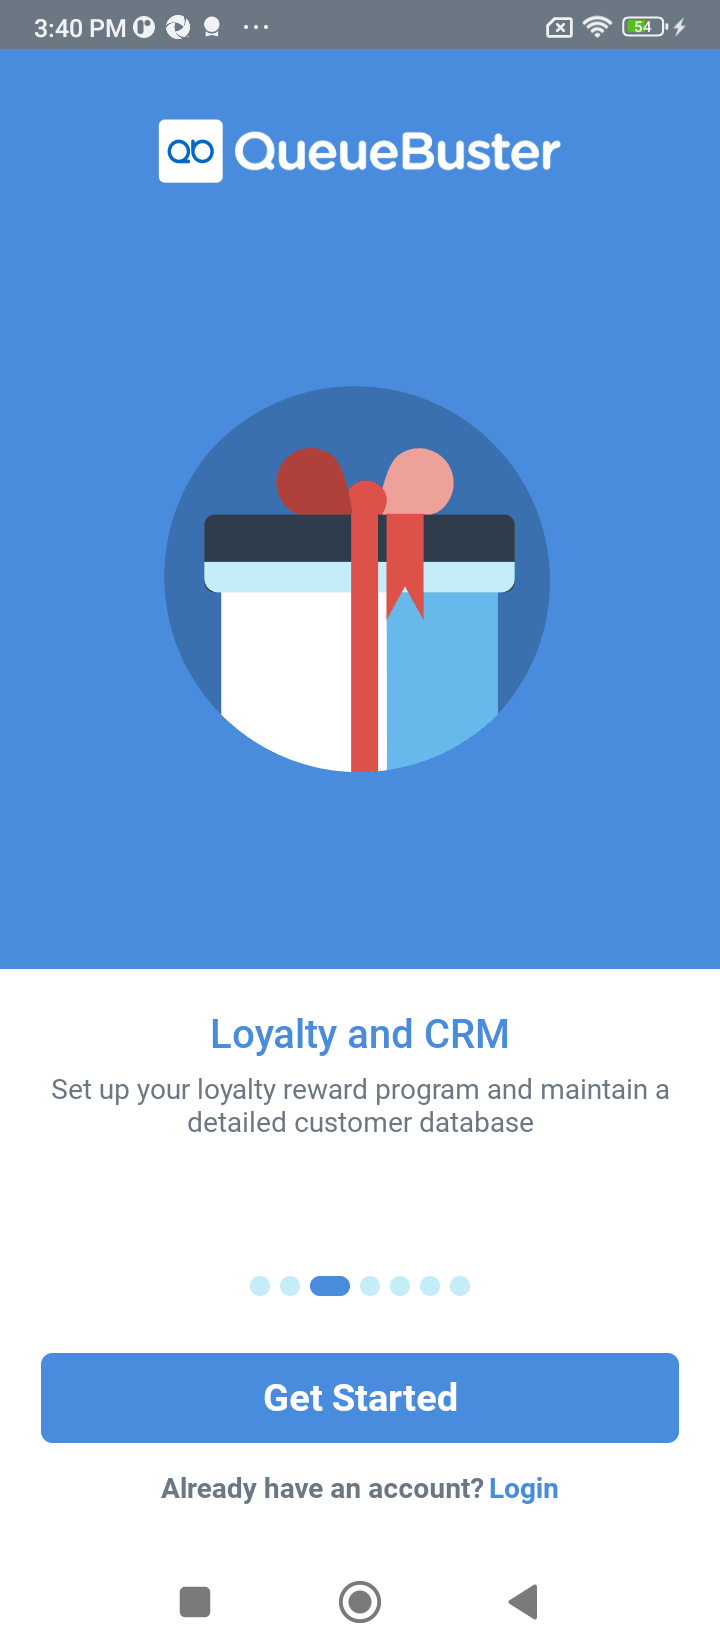 3:40 PM
54
QueueBuster
Loyalty and CRM
Set up your loyalty reward program and maintain a
detailed customer database
Get Started
Already have an account? Login